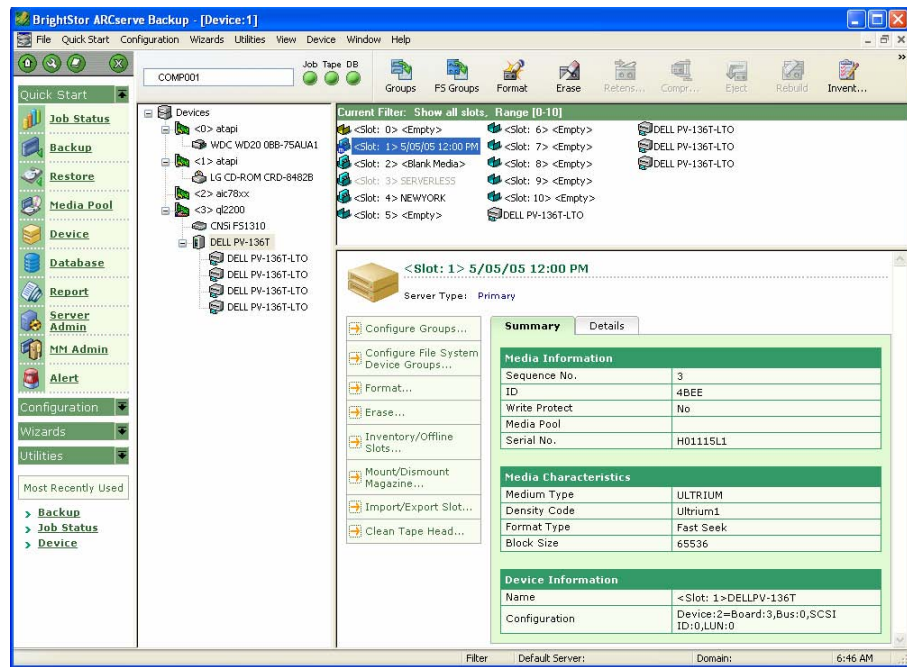 BrightStor ARCserve Backup - [Device:1]
File Quick Start Configuration Wizards Utilities View Device Window Help
COMP001
Job Tape DB
Groups
FS Groups
Format
Erase
Retens...
Compr...
Eject
Rebuild
Invent...
Quick Start
Job Status
Backup
Restore
Media Pool
Device
Database
Report
Server
Admin
MM Admin
Alert
Configuration
Wizards
Utilities
Most Recently Used
Backup
Job Status
Device
Devices
<0> atapi
WDC WD20 0BB-75AUA1
<1> atapi
LG CD-ROM CRD-8482B
<2> aic78xx
<3> ql2200
CNSi FS1310
DELL PV-136T
DELL PV-136T-LTO
DELL PV-136T-LTO
DELL PV-136T-LTO
DELL PV-136T-LTO
Current Filter: Show all slots, Range [0-10]
<Slot: 0> <Empty>
<Slot: 1> 5/05/05 12:00 PM
<Slot: 2> <Blank Media>
<Slot: 3> SERVERLESS
<Slot: 4> NEWYORK
<Slot: 5> <Empty>
<Slot: 6> <Empty>
<Slot: 7> <Empty>
<Slot: 8> <Empty>
<Slot: 9> <Empty>
<Slot: 10> <Empty>
DELL PV-136T-LTO
DELL PV-136T-LTO
DELL PV-136T-LTO
DELL PV-136T-LTO
<Slot: 1> 5/05/05 12:00 PM
Server Type: Primary
Configure Groups...
Configure File System
Device Groups...
Format...
Erase...
Inventory/Offline
Slots...
Mount/Dismount
Magazine...
Import/Export Slot...
Clean Tape Head...
Summary Details
Media Information
Sequence No. 3
ID 4BEE
Write Protect No
Media Pool
Serial No. H01115L1
Media Characteristics
Medium Type ULTRIUM
Density Code Ultrium1
Format Type Fast Seek
Block Size 65536
Device Information
Name <Slot: 1>DELLPV-136T
Configuration Device:2=Board:3,Bus:0,SCSI
ID:0,LUN:0
Filter Default Server: Domain: 6:46 AM